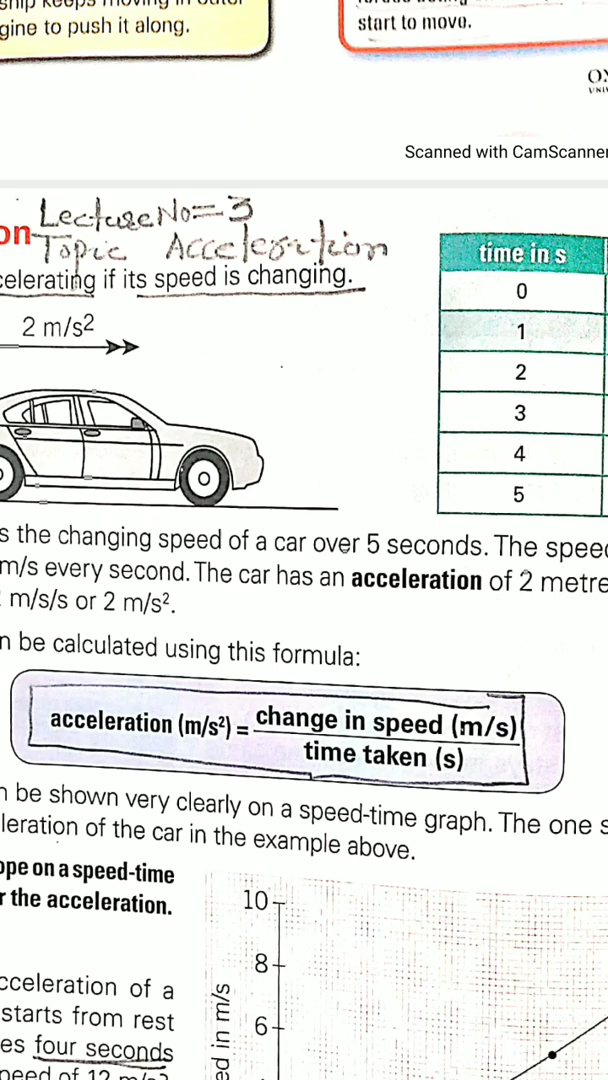 gine to push it along.
start to move.
Scanned with CamScanner
on
Lecture No=3
Topic Acceleration
celerating if its speed is changing.
2 m/s²
time in s
0
1
2
3
4
5
s the changing speed of a car over 5 seconds. The speed
m/s every second. The car has an acceleration of 2 metre
m/s/s or 2 m/s².
n be calculated using this formula:
acceleration (m/s²) = change in speed (m/s)
time taken (s)
n be shown very clearly on a speed-time graph. The one s
leration of the car in the example above.
ope on a speed-time
r the acceleration.
cceleration of a
starts from rest
es four seconds
peed of 12 m/s?
10
8
6
ed in m/s